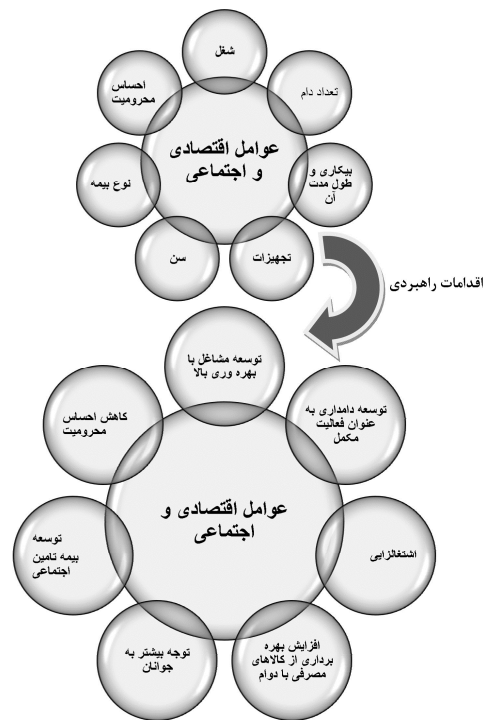 شغل
تعداد دام
بیکاری و
طول مدت
آن
تجهیزات
سن
نوع بیمه
احساس
محرومیت
عوامل اقتصادی
و اجتماعی
اقدامات راهبردی
توسعه مشاغل با
بهره وری بالا
توسعه دامداری به
عنوان فعالیت
مکمل
اشتغالزایی
افزایش بهره
برداری از کالاهای
مصرفی با دوام
توجه بیشتر به
جوانان
توسعه
بیمه تامین
اجتماعی
کاهش احساس
محرومیت
عوامل اقتصادی و
اجتماعی